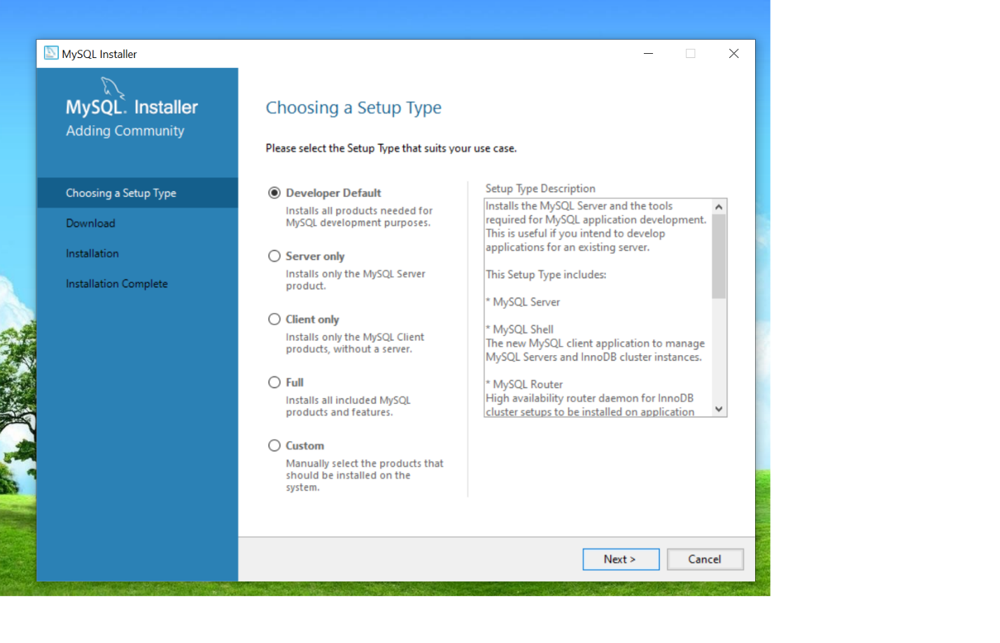 MySQL Installer
MySQL. Installer
Adding Community
Choosing a Setup Type
Download
Installation
Installation Complete
Choosing a Setup Type
Please select the Setup Type that suits your use case.
Developer Default
Installs all products needed for
MySQL development purposes.
Server only
Installs only the MySQL Server
product.
Client only
Installs only the MySQL Client
products, without a server.
Full
Installs all included MySQL
products and features.
Custom
Manually select the products that
should be installed on the
system.
Setup Type Description
Installs the MySQL Server and the tools
required for MySQL application development.
This is useful if you intend to develop
applications for an existing server.
This Setup Type includes:
* MySQL Server
* MySQL Shell
The new MySQL client application to manage
MySQL Servers and InnoDB cluster instances.
* MySQL Router
High availability router daemon for InnoDB
cluster setups to be installed on application
Next >
Cancel